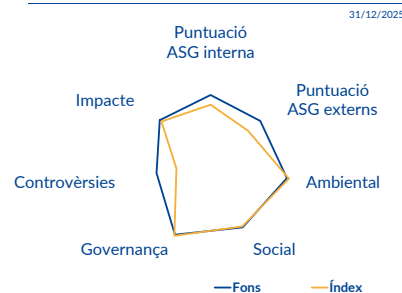 31/12/2025
Puntuació
ASG interna
Puntuació
ASG externs
Impacte
Ambiental
Controvèrsies
Governança
Social
Fons
Índex